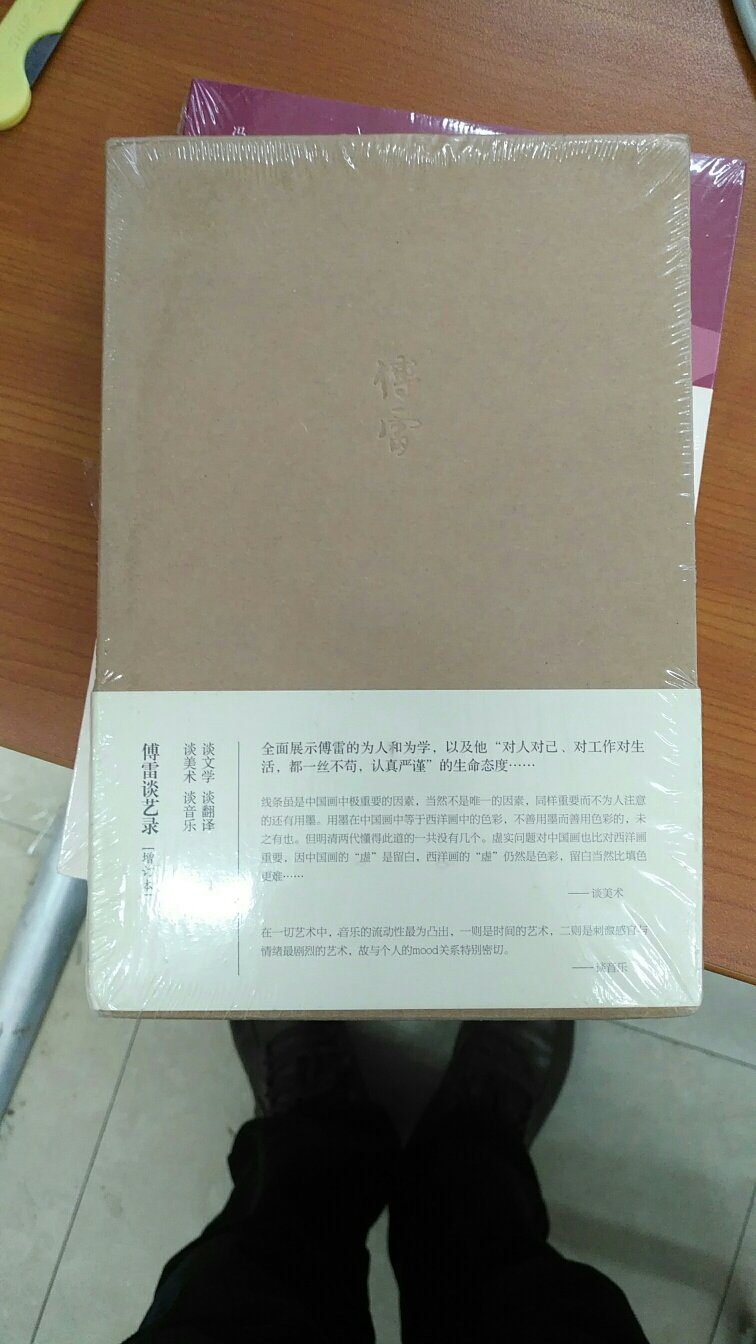 傅雷
傅雷谈艺录
[增订本]
谈文学 谈翻译
谈美术 谈音乐
全面展示傅雷的为人和为学，以及他“对人对己、对工作对生
活，都一丝不苟，认真严谨”的生命态度……
线条虽是中国画中极重要的因素，当然不是唯一的因素，同样重要而不为人注意
的还有用墨。用墨在中国画中等于西洋画中的色彩，不善用墨而善用色彩的，未
之有也。但明清两代懂得此道的一共没有几个。虚实问题对中国画也比对西洋画
重要，因中国画的“虚”是留白，西洋画的“虚”仍然是色彩，留白当然比填色
更难……
——谈美术
在一切艺术中，音乐的流动性最为凸出，一则是时间的艺术，二则是刺激感官与
情绪最剧烈的艺术，故与个人的mood关系特别密切。
——谈音乐